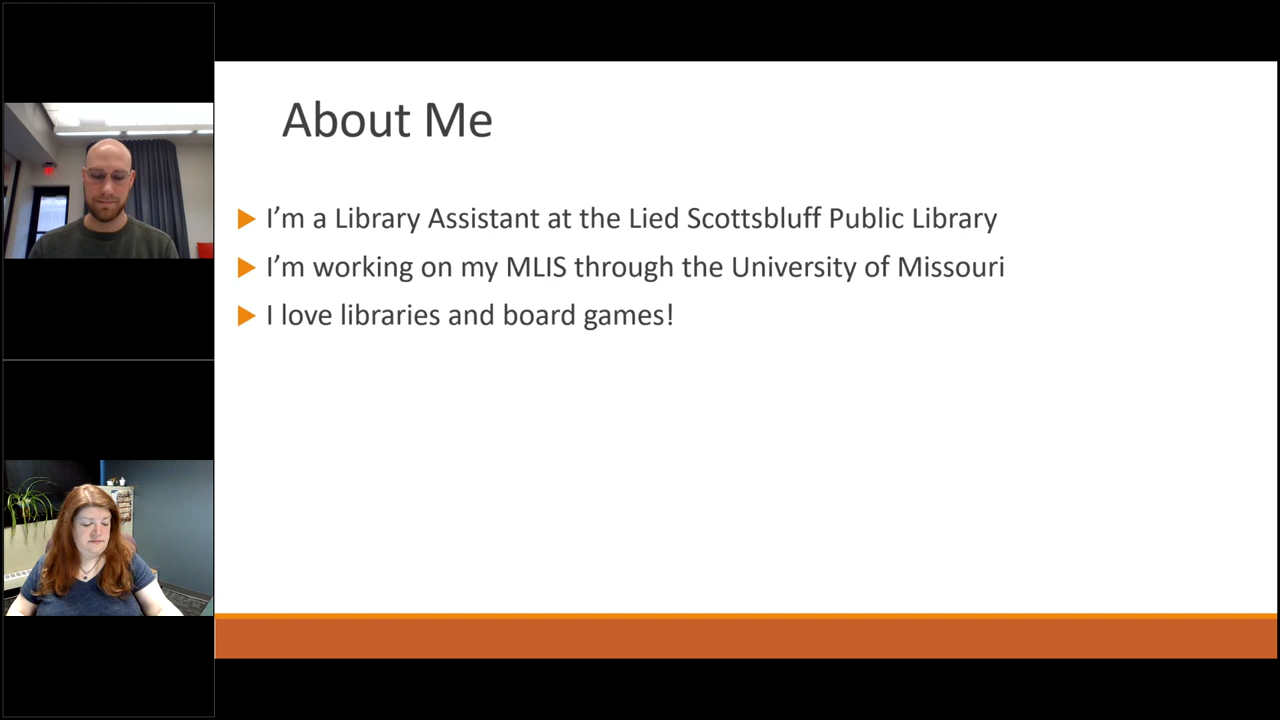 About Me
I’m a Library Assistant at the Lied Scottsbluff Public Library
I’m working on my MLIS through the University of Missouri
I love libraries and board games!